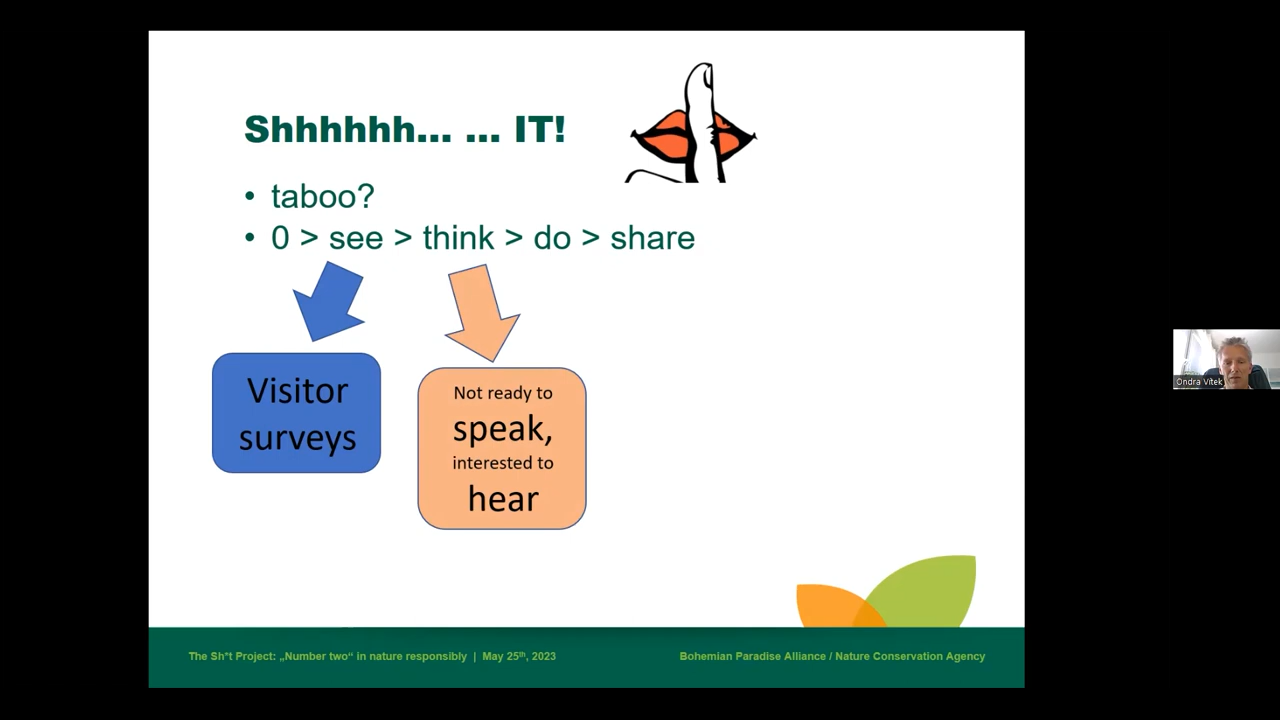 Shhhhhh... ... IT!
• taboo?
• 0 > see > think > do > share
Visitor
surveys
Not ready to
speak,
interested to
hear
Ondra Vítek
The Sh*t Project: „Number two“ in nature responsibly | May 25th, 2023
Bohemian Paradise Alliance / Nature Conservation Agency